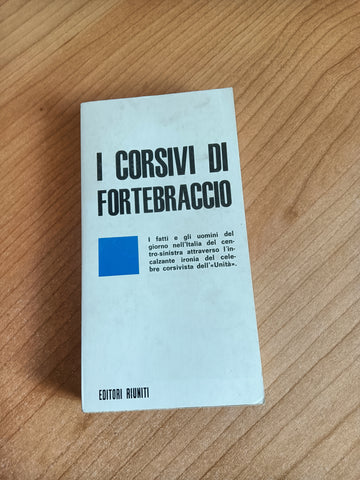 I CORSIVI DI
FORTEBRACCIO
I fatti e gli uomini del
giorno nell'Italia del cen-
tro-sinistra attraverso l'in-
calzante ironia del cele-
bre corsivista dell'«Unità».
EDITORI RIUNITI